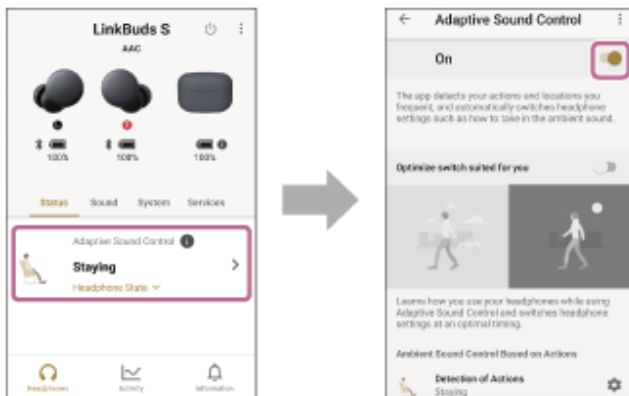 LinkBuds S
AAC
100%
100%
100%
Status Sound System Services
Adaptive Sound Control
Staying
Headphone State
Headphones Activity Information
Adaptive Sound Control
On
The app detects your actions and locations you
frequent, and automatically switches headphone
settings such as how to take in the ambient sound.
Optimize switch suited for you
Learns how you use your headphones while using
Adaptive Sound Control and switches headphone
settings at an optimal timing.
Ambient Sound Control Based on Actions
Detection of Actions
Staying